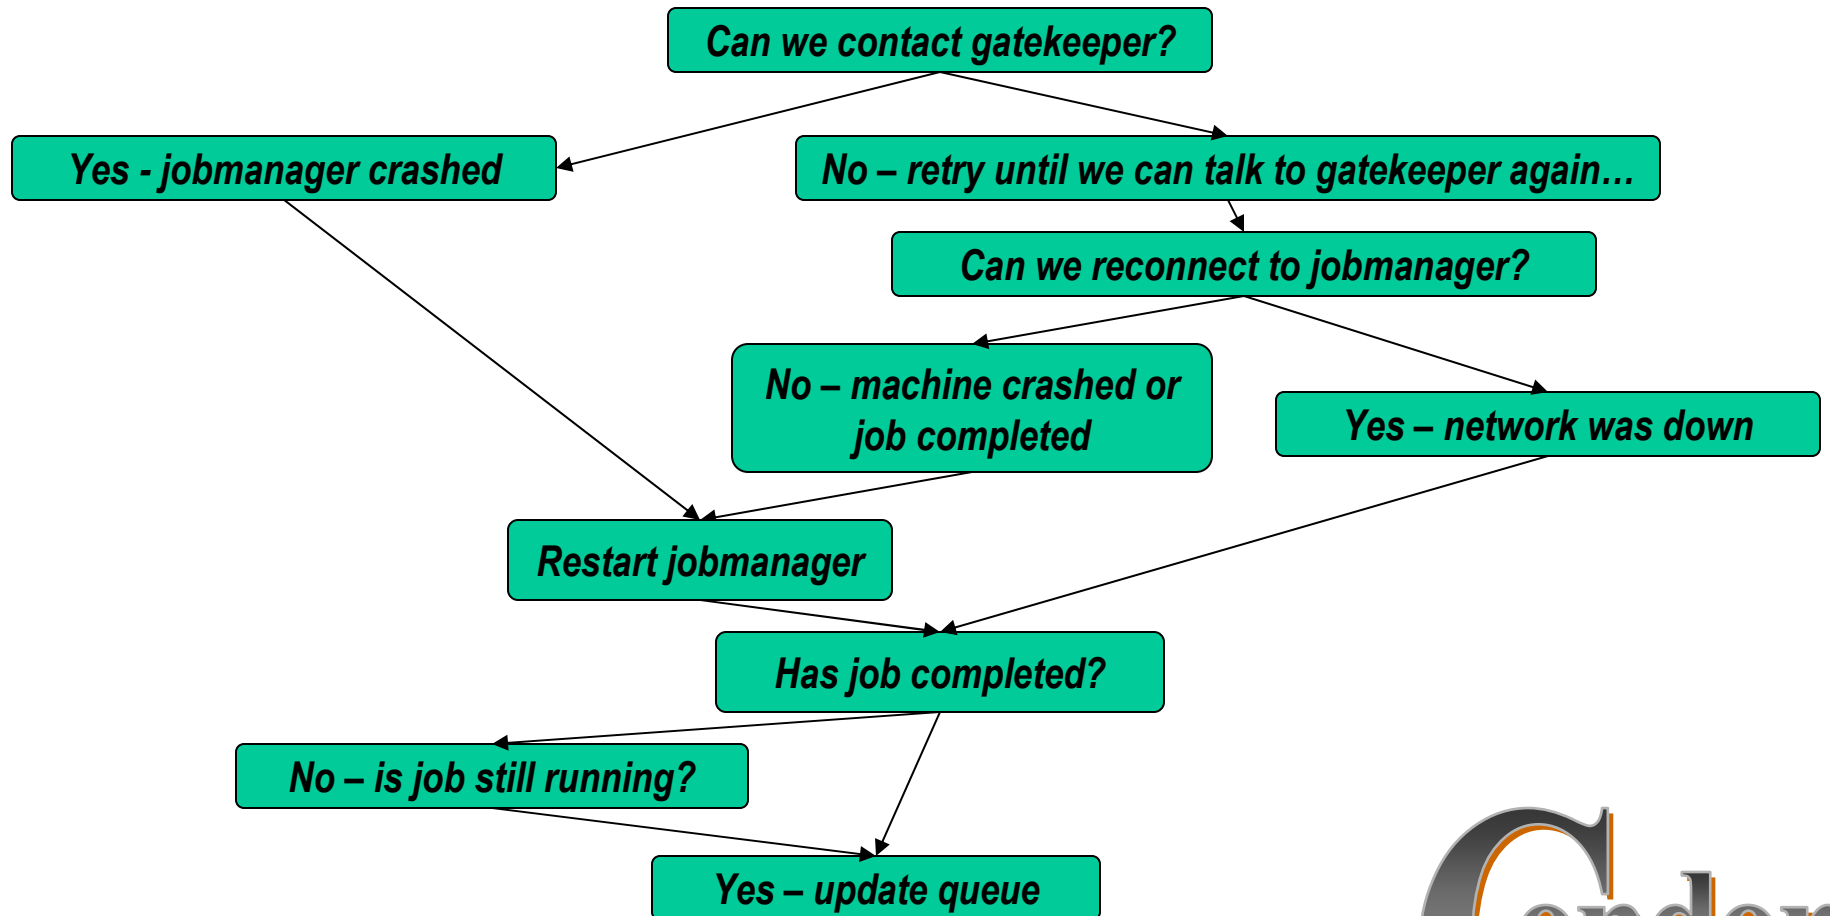 Can we contact gatekeeper?
Yes - jobmanager crashed
No – retry until we can talk to gatekeeper again…
Can we reconnect to jobmanager?
No – machine crashed or
job completed
Yes – network was down
Restart jobmanager
Has job completed?
No – is job still running?
Yes – update queue